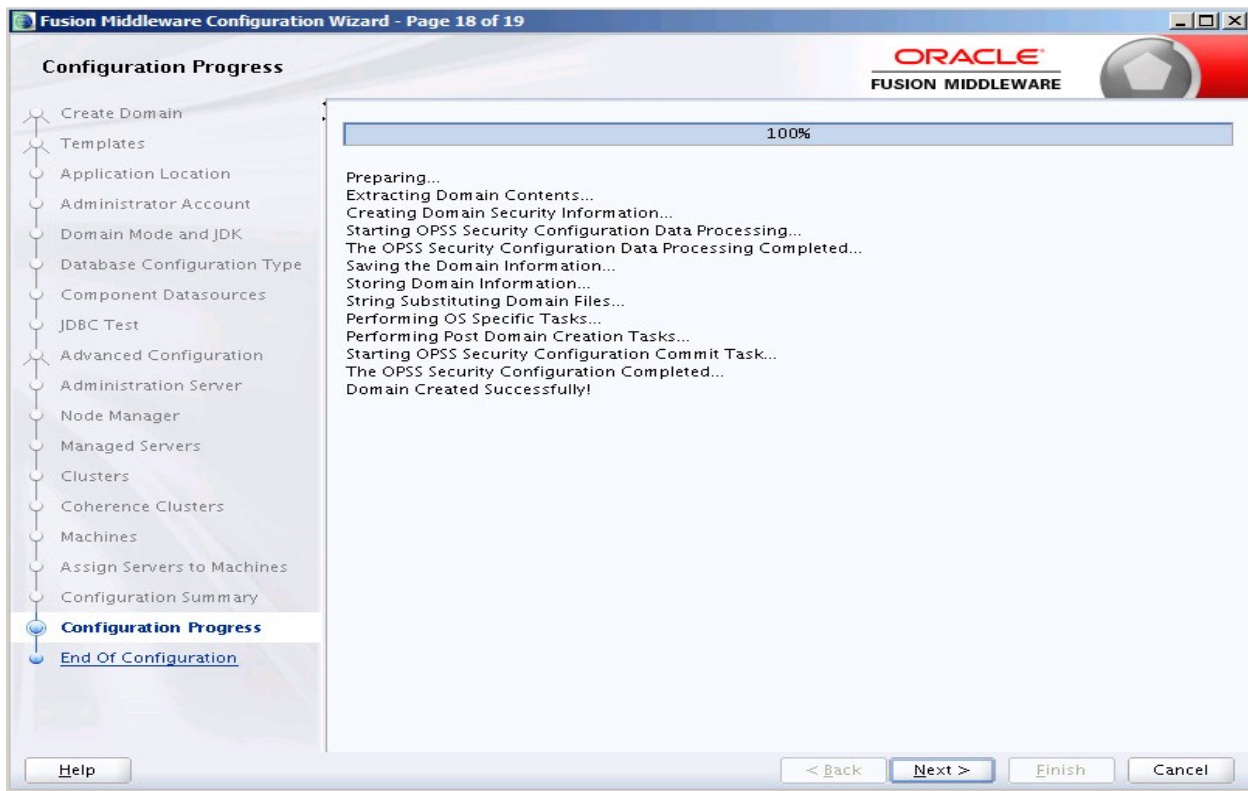 Fusion Middleware Configuration Wizard - Page 18 of 19
Configuration Progress
ORACLE
FUSION MIDDLEWARE
Create Domain
Templates
Application Location
Administrator Account
Domain Mode and JDK
Database Configuration Type
Component Datasources
JDBC Test
Advanced Configuration
Administration Server
Node Manager
Managed Servers
Clusters
Coherence Clusters
Machines
Assign Servers to Machines
Configuration Summary
Configuration Progress
End Of Configuration
100%
Preparing...
Extracting Domain Contents...
Creating Domain Security Information...
Starting OPSS Security Configuration Data Processing...
The OPSS Security Configuration Data Processing Completed...
Saving the Domain Information...
Storing Domain Information...
String Substituting Domain Files...
Performing OS Specific Tasks...
Performing Post Domain Creation Tasks...
Starting OPSS Security Configuration Commit Task...
The OPSS Security Configuration Completed...
Domain Created Successfully!
Help
< Back
Next >
Finish
Cancel